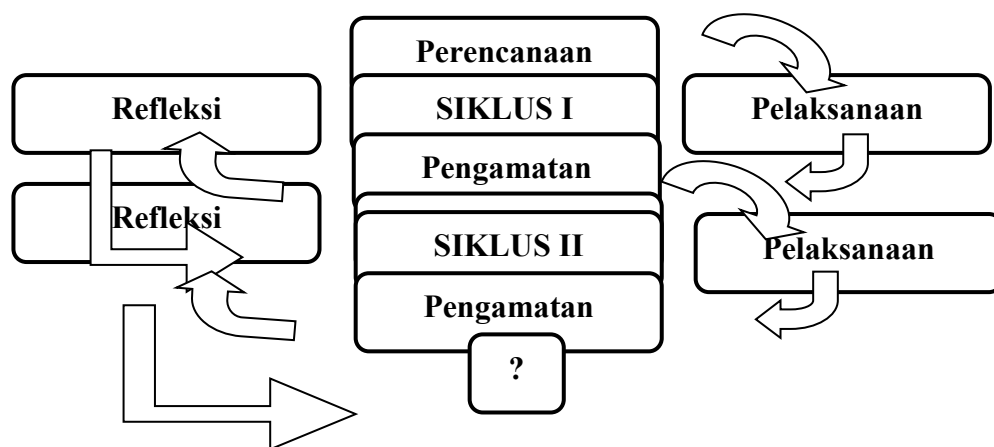 Perencanaan
Refleksi
SIKLUS I
Pelaksanaan
Pengamatan
Refleksi
SIKLUS II
Pelaksanaan
Pengamatan
?